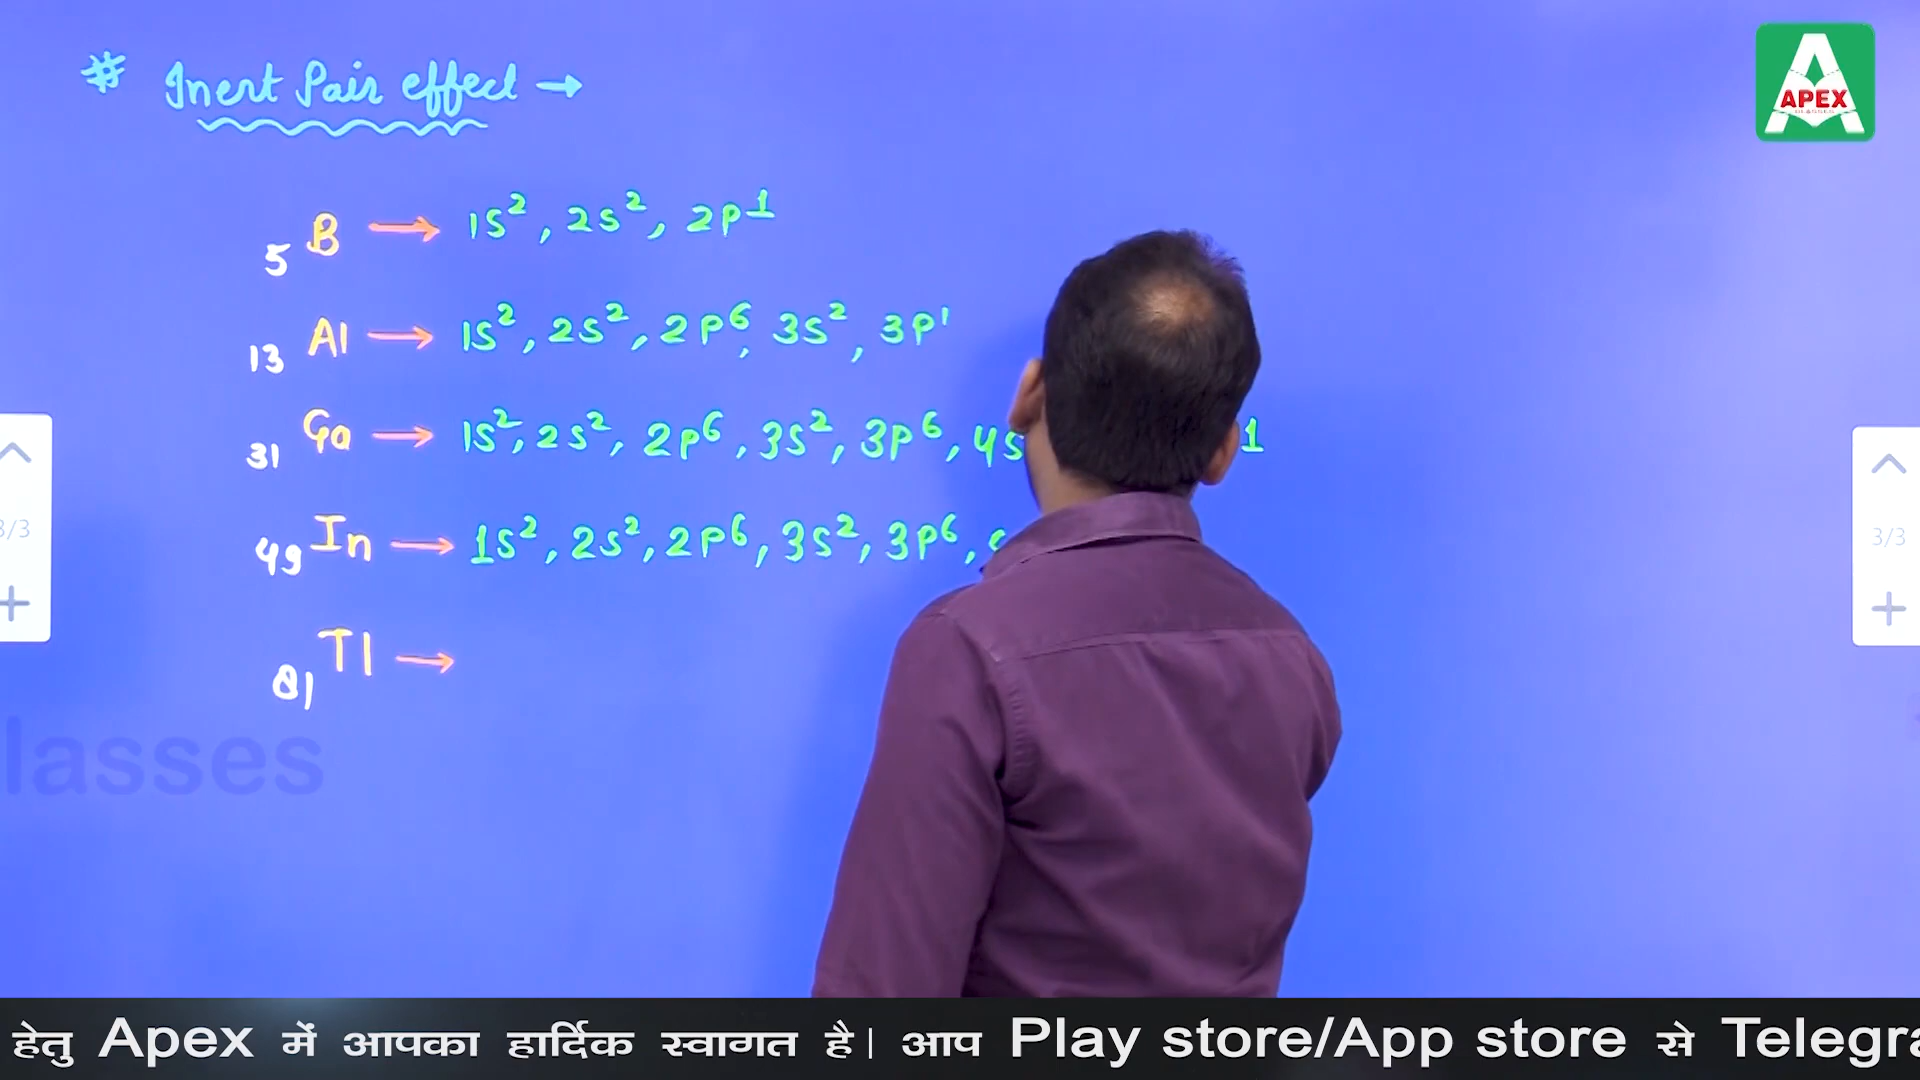 # Inert Pair effect →
APEX
5 B → 1s², 2s², 2p¹
13 Al → 1s², 2s², 2p⁶, 3s², 3p¹
31 Ga → 1s², 2s², 2p⁶, 3s², 3p⁶, 4s 1
49 In → 1s², 2s², 2p⁶, 3s², 3p⁶,
81 Tl →
3/3
3/3
lasses
हेतु Apex में आपका हार्दिक स्वागत है। आप Play store/App store से Telegra